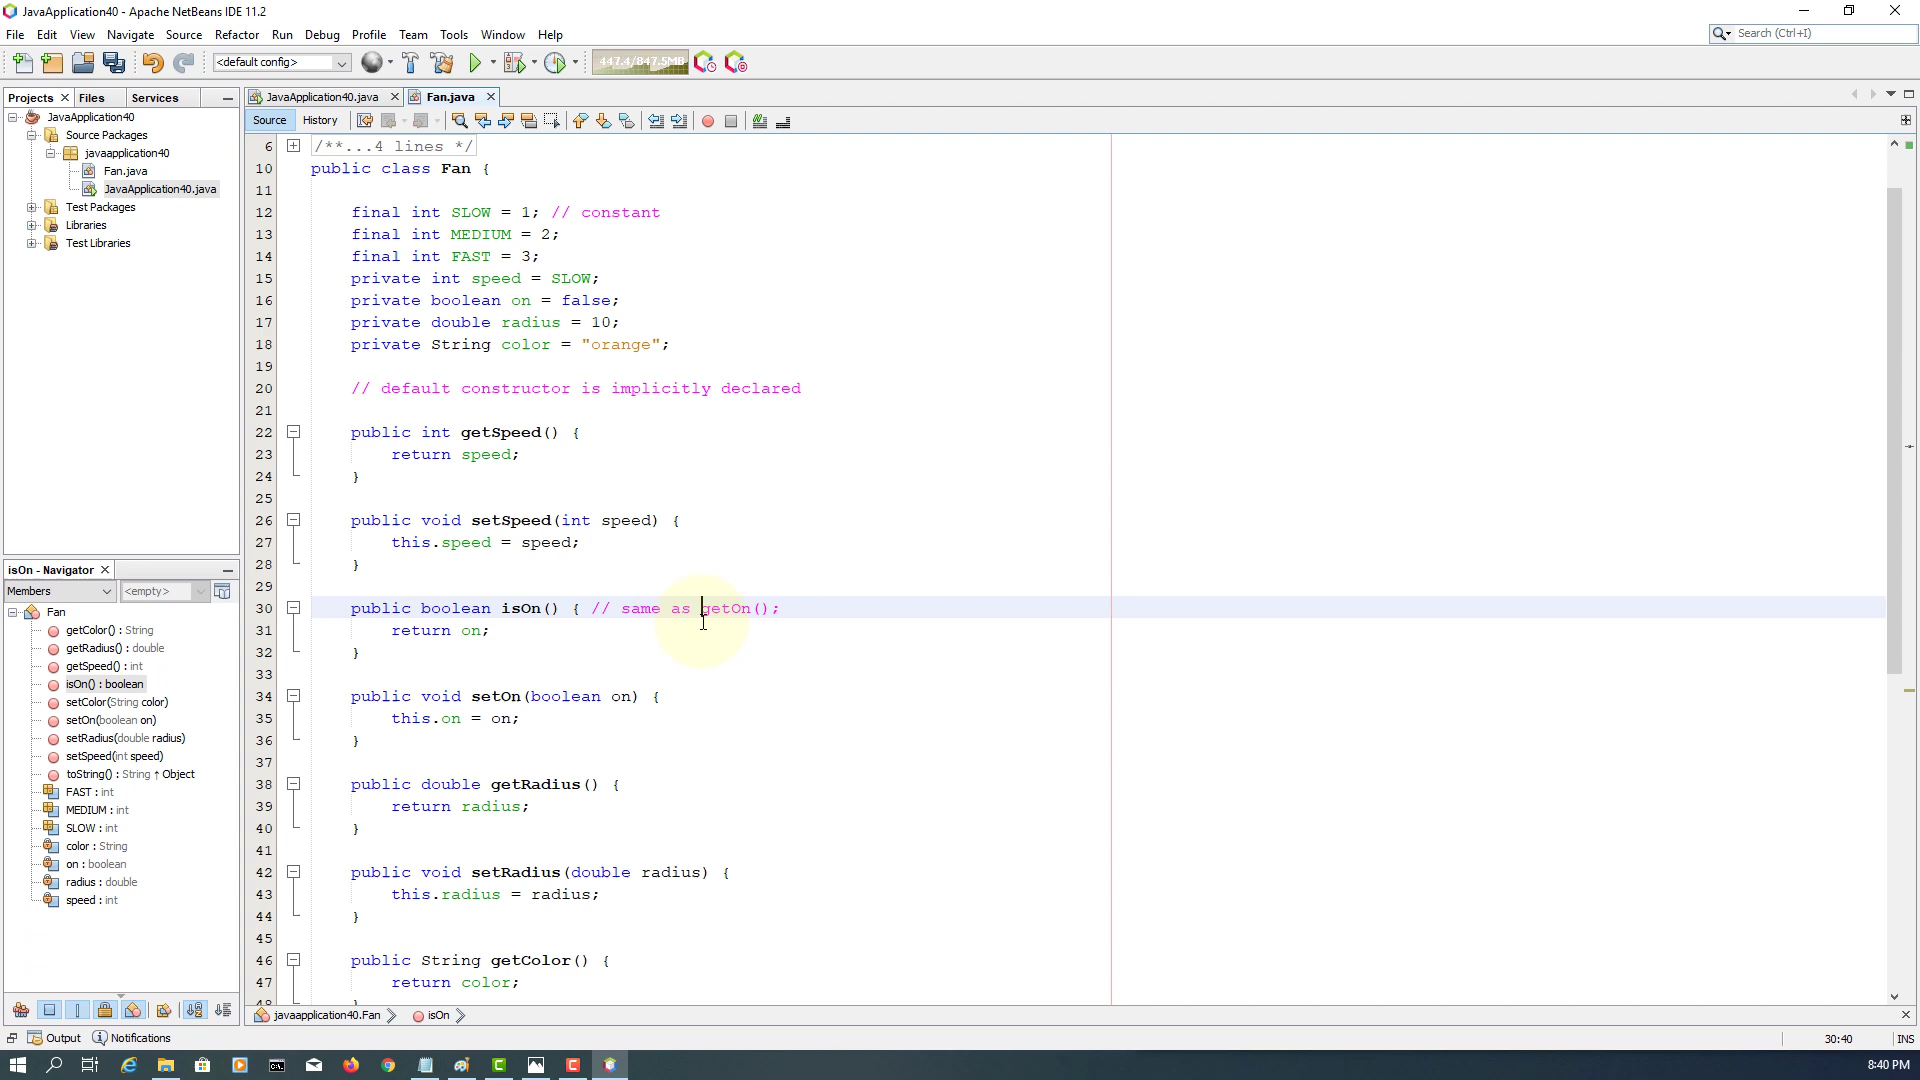 JavaApplication40 - Apache NetBeans IDE 11.2
File Edit View Navigate Source Refactor Run Debug Profile Team Tools Window Help
Search (Ctrl+I)
<default config>
447.4/847.5MB
Projects Files Services
JavaApplication40
Source Packages
javaapplication40
Fan.java
JavaApplication40.java
Test Packages
Libraries
Test Libraries
JavaApplication40.java Fan.java
Source History
6 /**...4 lines */
10 public class Fan {
11
12 final int SLOW = 1; // constant
13 final int MEDIUM = 2;
14 final int FAST = 3;
15 private int speed = SLOW;
16 private boolean on = false;
17 private double radius = 10;
18 private String color = "orange";
19
20 // default constructor is implicitly declared
21
22 public int getSpeed() {
23 return speed;
24 }
25
26 public void setSpeed(int speed) {
27 this.speed = speed;
28 }
29
30 public boolean isOn() { // same as getOn();
31 return on;
32 }
33
34 public void setOn(boolean on) {
35 this.on = on;
36 }
37
38 public double getRadius() {
39 return radius;
40 }
41
42 public void setRadius(double radius) {
43 this.radius = radius;
44 }
45
46 public String getColor() {
47 return color;
48 }
isOn - Navigator
Members <empty>
Fan
getColor() : String
getRadius() : double
getSpeed() : int
isOn() : boolean
setColor(String color)
setOn(boolean on)
setRadius(double radius)
setSpeed(int speed)
toString() : String ↑ Object
FAST : int
MEDIUM : int
SLOW : int
color : String
on : boolean
radius : double
speed : int
javaapplication40.Fan isOn
Output Notifications
30:40 INS
8:40 PM